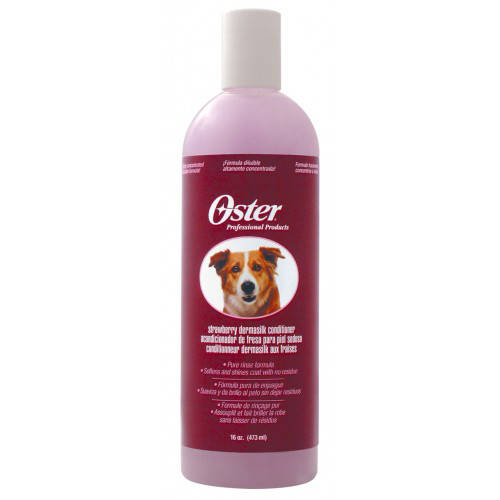 concentrated
¡Fórmula diluible
altamente concentrada!
Formule
Oster
Professional Products
strawberry dermasilk conditioner
acondicionador de fresa para piel sedosa
conditionneur dermasilk aux fraises
• Pure rinse formula
• Softens and shines coat with no residue
• Fórmula pura de enjuague
• Suaviza y da brillo al pelo sin dejar residuos
• Formule de rinçage pur
• Assouplit et fait briller la robe
sans laisser de résidus
16 oz. (473 ml)